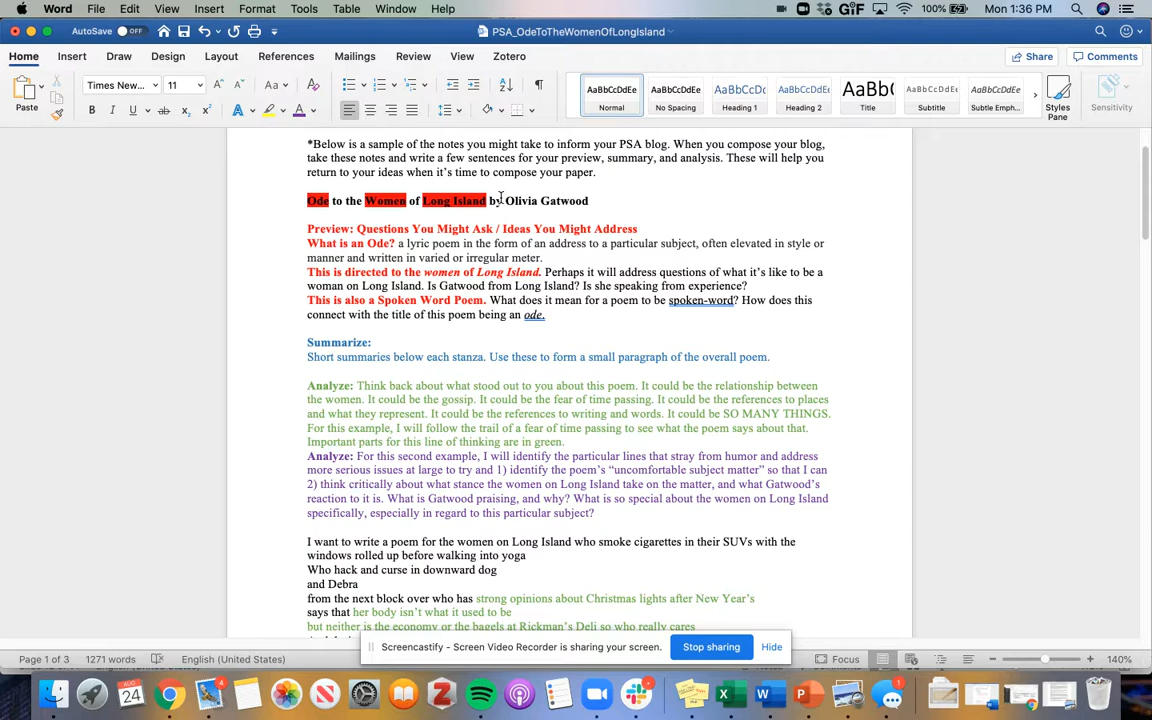 Word File Edit View Insert Format Tools Table Window Help GIF 100% Mon 1:36 PM
AutoSave OFF PSA_OdeToTheWomenOfLongIsland
Home Insert Draw Design Layout References Mailings Review View Zotero Share Comments
Paste Times New... 11 Aa AaBbCcDdEe AaBbCcDdEe AaBbCcDc AaBbCcDdEe AaBbC AaBbCcDdEe AaBbCcDdEe
B I U ab x₂ x² A A Normal No Spacing Heading 1 Heading 2 Title Subtitle Subtle Emph... Styles Pane Sensitivity
*Below is a sample of the notes you might take to inform your PSA blog. When you compose your blog,
take these notes and write a few sentences for your preview, summary, and analysis. These will help you
return to your ideas when it's time to compose your paper.
Ode to the Women of Long Island by Olivia Gatwood
Preview: Questions You Might Ask / Ideas You Might Address
What is an Ode? a lyric poem in the form of an address to a particular subject, often elevated in style or
manner and written in varied or irregular meter.
This is directed to the women of Long Island. Perhaps it will address questions of what it's like to be a
woman on Long Island. Is Gatwood from Long Island? Is she speaking from experience?
This is also a Spoken Word Poem. What does it mean for a poem to be spoken-word? How does this
connect with the title of this poem being an ode.
Summarize:
Short summaries below each stanza. Use these to form a small paragraph of the overall poem.
Analyze: Think back about what stood out to you about this poem. It could be the relationship between
the women. It could be the gossip. It could be the fear of time passing. It could be the references to places
and what they represent. It could be the references to writing and words. It could be SO MANY THINGS.
For this example, I will follow the trail of a fear of time passing to see what the poem says about that.
Important parts for this line of thinking are in green.
Analyze: For this second example, I will identify the particular lines that stray from humor and address
more serious issues at large to try and 1) identify the poem's "uncomfortable subject matter" so that I can
2) think critically about what stance the women on Long Island take on the matter, and what Gatwood's
reaction to it is. What is Gatwood praising, and why? What is so special about the women on Long Island
specifically, especially in regard to this particular subject?
I want to write a poem for the women on Long Island who smoke cigarettes in their SUVs with the
windows rolled up before walking into yoga
Who hack and curse in downward dog
and Debra
from the next block over who has strong opinions about Christmas lights after New Year's
says that her body isn't what it used to be
but neither is the economy or the bagels at Rickman's Deli so who really cares
Screencastify - Screen Video Recorder is sharing your screen. Stop sharing Hide
Page 1 of 3 1271 words English (United States) Focus 140%